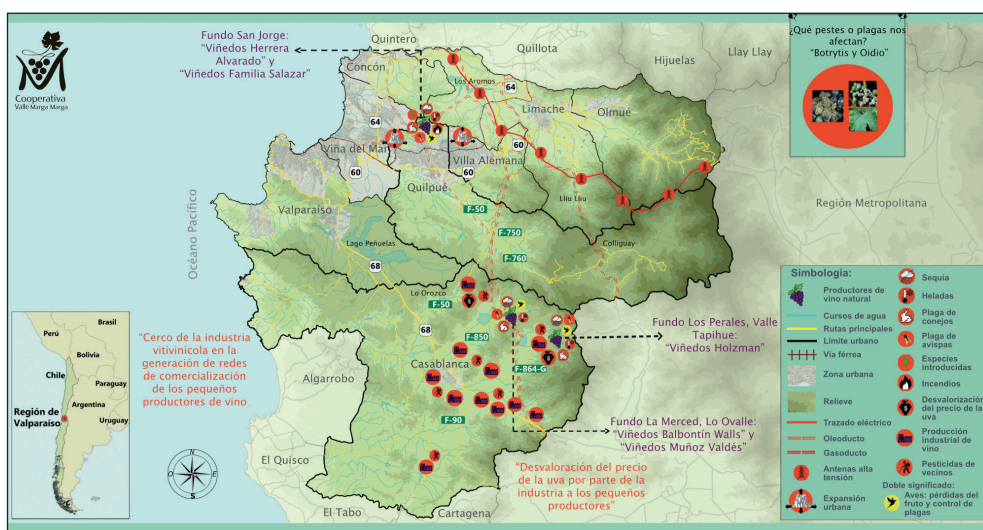 Cooperativa
Valle Marga Marga
Fundo San Jorge:
"Viñedos Herrera
Alvarado" y
"Viñedos Familia Salazar"
Quintero
Quillota
Hijuelas
Llay Llay
¿Qué pestes o plagas nos
afectan?
"Botrytis y Oidio"
Concón
Los Aromos
64
Limache
Olmué
64
Viña del Mar
60
Villa Alemana
60
60
Quilpué
Lliu Lliu
Región Metropolitana
Océano Pacífico
Valparaíso
F-50
F-750
Colliguay
Lago Peñuelas
F-760
68
Lo Orozco
F-50
68
F-850
Casablanca
F-864-G
Algarrobo
F-90
"Cerco de la industria
vitivinícola en la
generación de redes
de comercialización
de los pequeños
productores de vino
Fundo Los Perales, Valle
Tapihue:
"Viñedos Holzman"
Fundo La Merced, Lo Ovalle:
"Viñedos Balbontín Walls" y
"Viñedos Muñoz Valdés"
"Desvaloración del precio
de la uva por parte de la
industria a los pequeños
productores"
El Quisco
El Tabo
Cartagena
N
O
E
S
Brasil
Perú
Bolivia
Chile
Paraguay
Argentina
Uruguay
Región de
Valparaíso
Simbología:
Productores de
vino natural
Cursos de agua
Rutas principales
Límite urbano
Vía férrea
Zona urbana
Relieve
Trazado eléctrico
Oleoducto
Gasoducto
Antenas alta
tensión
Expansión
urbana
Sequía
Heladas
Plaga de
conejos
Plaga de
avispas
Especies
introducidas
Incendios
Desvalorización
del precio de la
uva
Producción
industrial de
vino
Pesticidas de
vecinos
Doble significado:
Aves: pérdidas del
fruto y control de
plagas